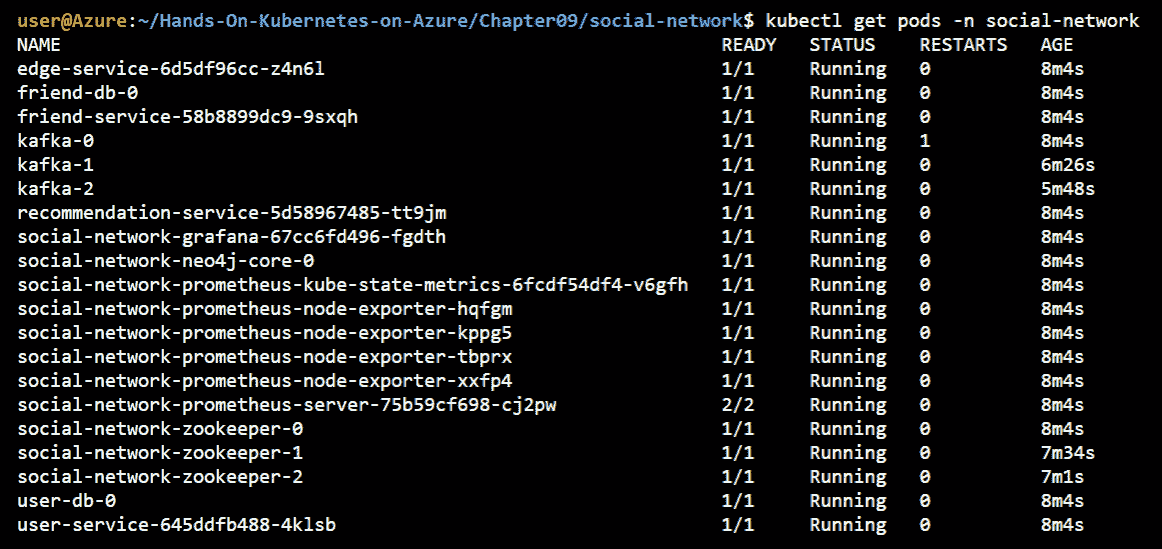 user@Azure:~/Hands-On-Kubernetes-on-Azure/Chapter09/social-network$ kubectl get pods -n social-network
NAME READY STATUS RESTARTS AGE
edge-service-6d5df96cc-z4n6l 1/1 Running 0 8m4s
friend-db-0 1/1 Running 0 8m4s
friend-service-58b8899dc9-9sxqh 1/1 Running 0 8m4s
kafka-0 1/1 Running 1 8m4s
kafka-1 1/1 Running 0 6m26s
kafka-2 1/1 Running 0 5m48s
recommendation-service-5d58967485-tt9jm 1/1 Running 0 8m4s
social-network-grafana-67cc6fd496-fgdth 1/1 Running 0 8m4s
social-network-neo4j-core-0 1/1 Running 0 8m4s
social-network-prometheus-kube-state-metrics-6fcdf54df4-v6gfh 1/1 Running 0 8m4s
social-network-prometheus-node-exporter-hqfgm 1/1 Running 0 8m4s
social-network-prometheus-node-exporter-kppg5 1/1 Running 0 8m4s
social-network-prometheus-node-exporter-tbprx 1/1 Running 0 8m4s
social-network-prometheus-node-exporter-xxfp4 1/1 Running 0 8m4s
social-network-prometheus-server-75b59cf698-cj2pw 2/2 Running 0 8m4s
social-network-zookeeper-0 1/1 Running 0 8m4s
social-network-zookeeper-1 1/1 Running 0 7m34s
social-network-zookeeper-2 1/1 Running 0 7m1s
user-db-0 1/1 Running 0 8m4s
user-service-645ddfb488-4klsb 1/1 Running 0 8m4s